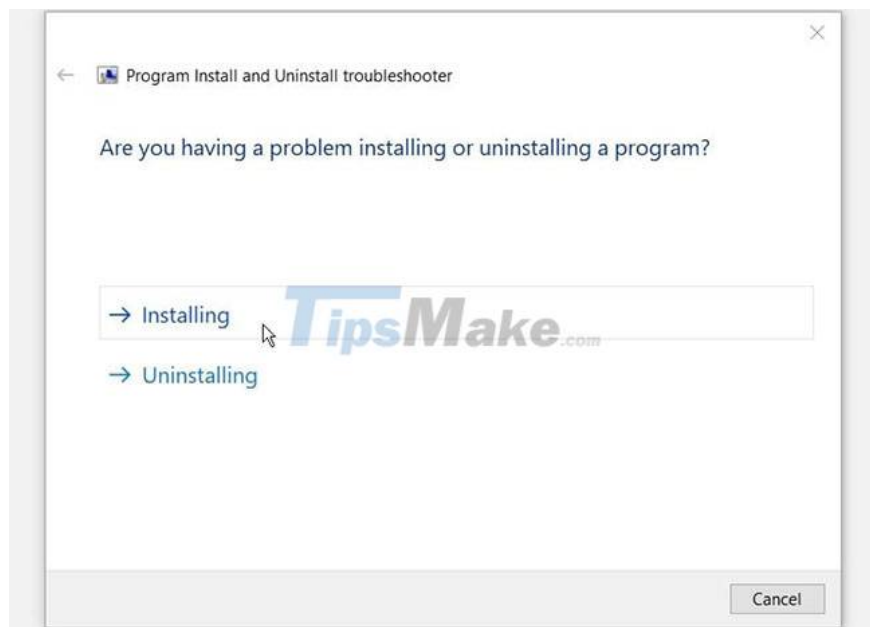 Program Install and Uninstall troubleshooter
Are you having a problem installing or uninstalling a program?
→ Installing
TipsMake.com
→ Uninstalling
Cancel